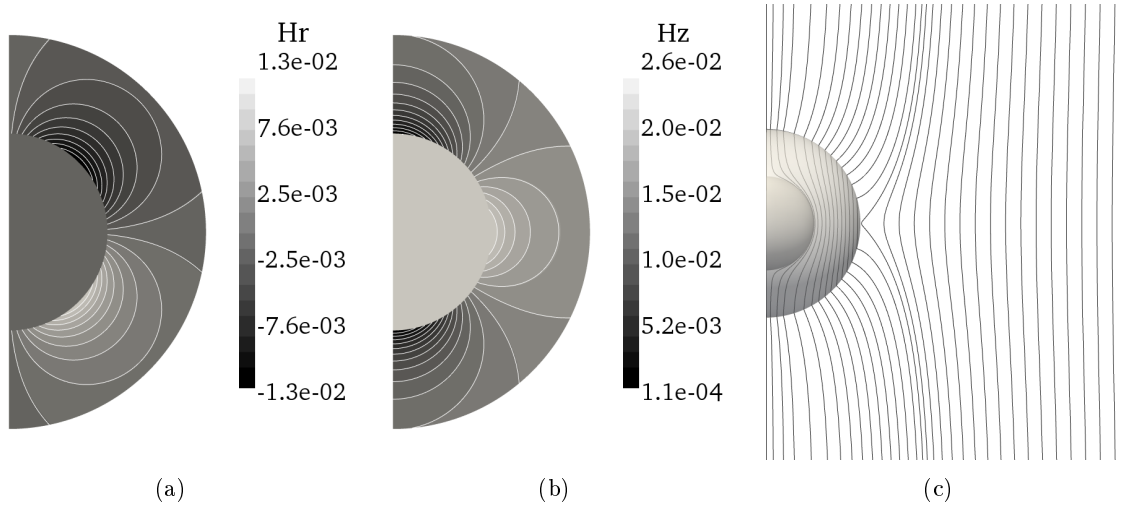 Hr
1.3e-02
7.6e-03
2.5e-03
-2.5e-03
-7.6e-03
-1.3e-02
Hz
2.6e-02
2.0e-02
1.5e-02
1.0e-02
5.2e-03
1.1e-04
(a)
(b)
(c)